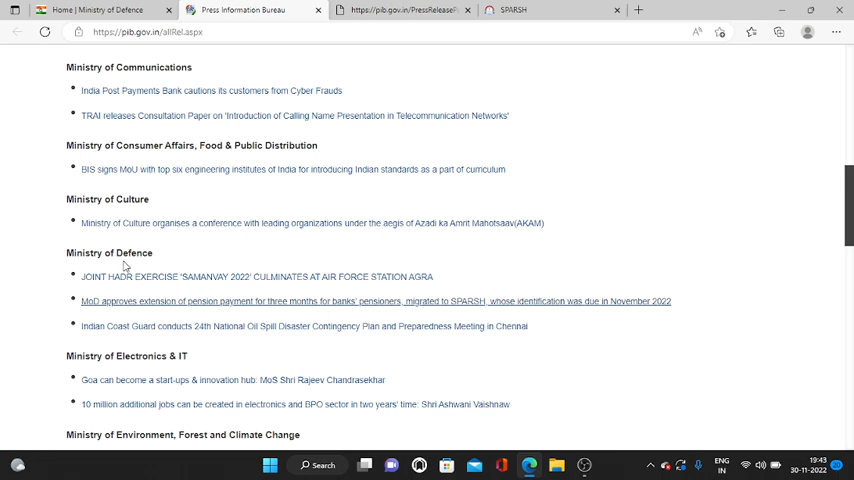 Home | Ministry of Defence
Press Information Bureau
https://pib.gov.in/PressReleasePa
SPARSH
https://pib.gov.in/allRel.aspx
Ministry of Communications
India Post Payments Bank cautions its customers from Cyber Frauds
TRAI releases Consultation Paper on 'Introduction of Calling Name Presentation in Telecommunication Networks'
Ministry of Consumer Affairs, Food & Public Distribution
BIS signs MoU with top six engineering institutes of India for introducing Indian standards as a part of curriculum
Ministry of Culture
Ministry of Culture organises a conference with leading organizations under the aegis of Azadi ka Amrit Mahotsaav(AKAM)
Ministry of Defence
JOINT HADR EXERCISE 'SAMANVAY 2022' CULMINATES AT AIR FORCE STATION AGRA
MoD approves extension of pension payment for three months for banks' pensioners, migrated to SPARSH, whose identification was due in November 2022
Indian Coast Guard conducts 24th National Oil Spill Disaster Contingency Plan and Preparedness Meeting in Chennai
Ministry of Electronics & IT
Goa can become a start-ups & innovation hub: MoS Shri Rajeev Chandrasekhar
10 million additional jobs can be created in electronics and BPO sector in two years' time: Shri Ashwani Vaishnaw
Ministry of Environment, Forest and Climate Change
Search
ENG
IN
19:43
30-11-2022